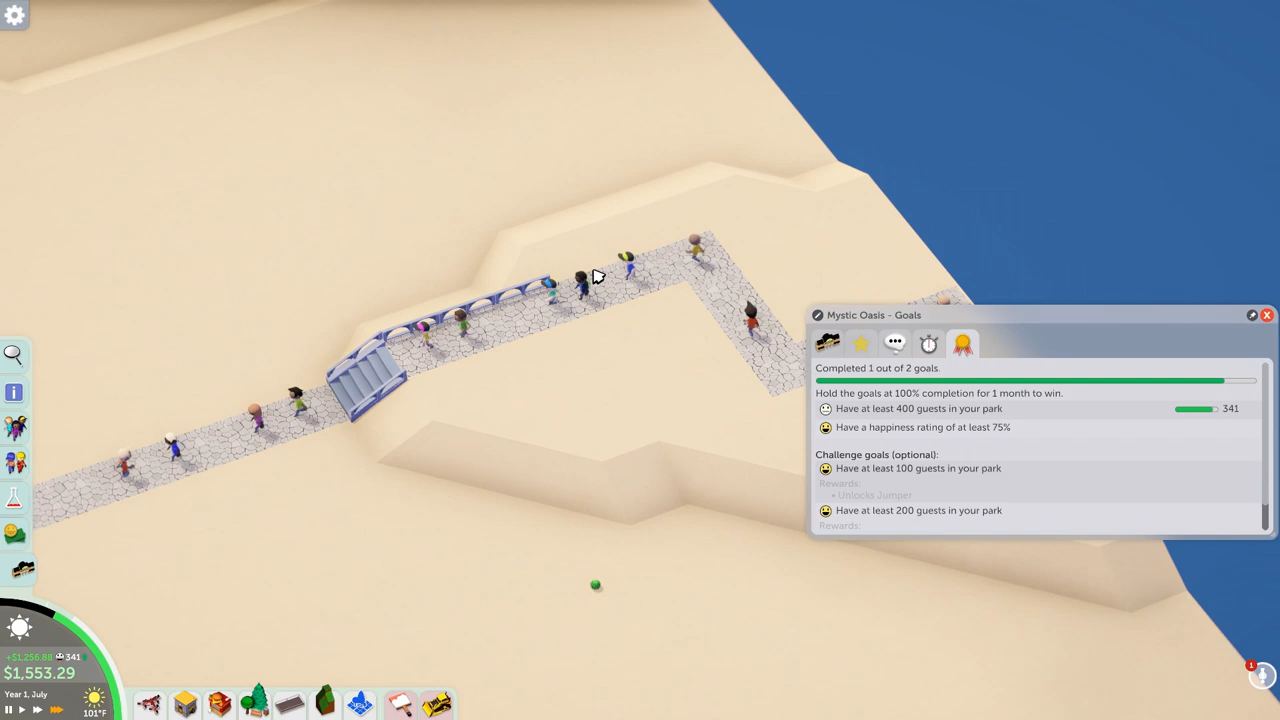 Mystic Oasis - Goals
Completed 1 out of 2 goals.
Hold the goals at 100% completion for 1 month to win.
Have at least 400 guests in your park 341
Have a happiness rating of at least 75%
Challenge goals (optional):
Have at least 100 guests in your park
Rewards:
• Unlocks Jumper
Have at least 200 guests in your park
Rewards:
+$1,256.88 341
$1,553.29
Year 1, July
101°F
1